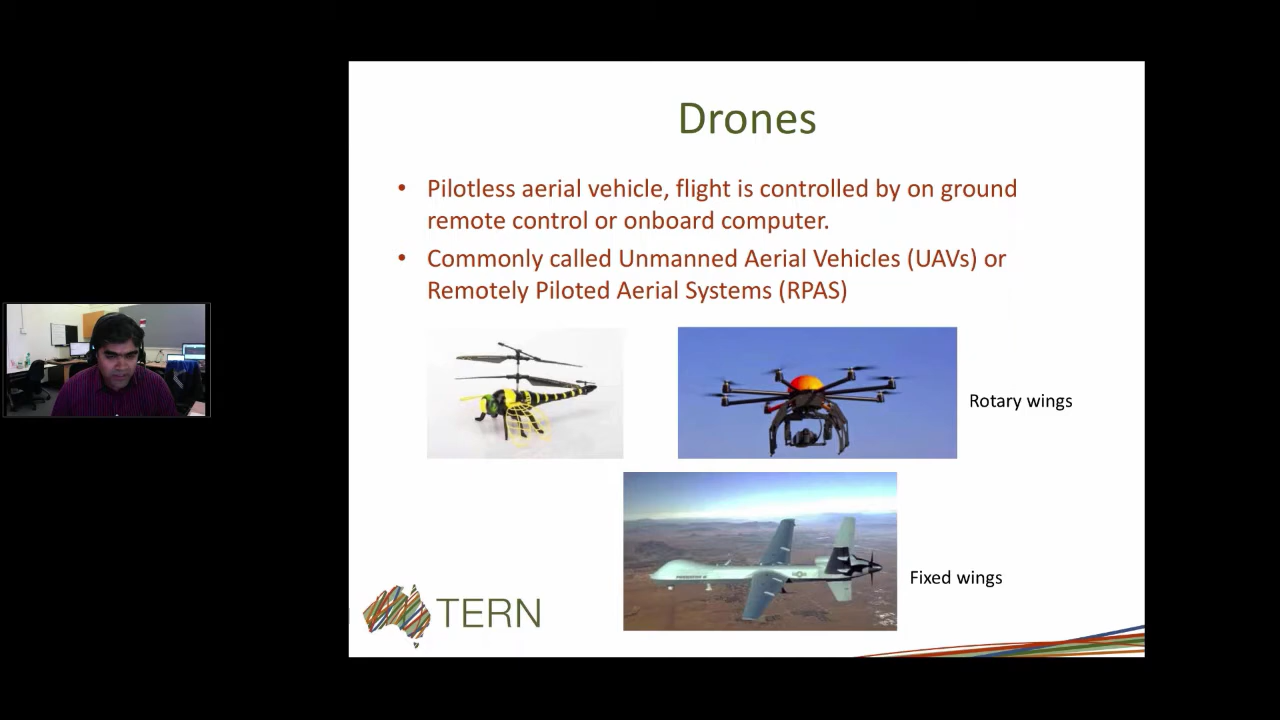 Drones
• Pilotless aerial vehicle, flight is controlled by on ground
remote control or onboard computer.
• Commonly called Unmanned Aerial Vehicles (UAVs) or
Remotely Piloted Aerial Systems (RPAS)
Rotary wings
Fixed wings
TERN